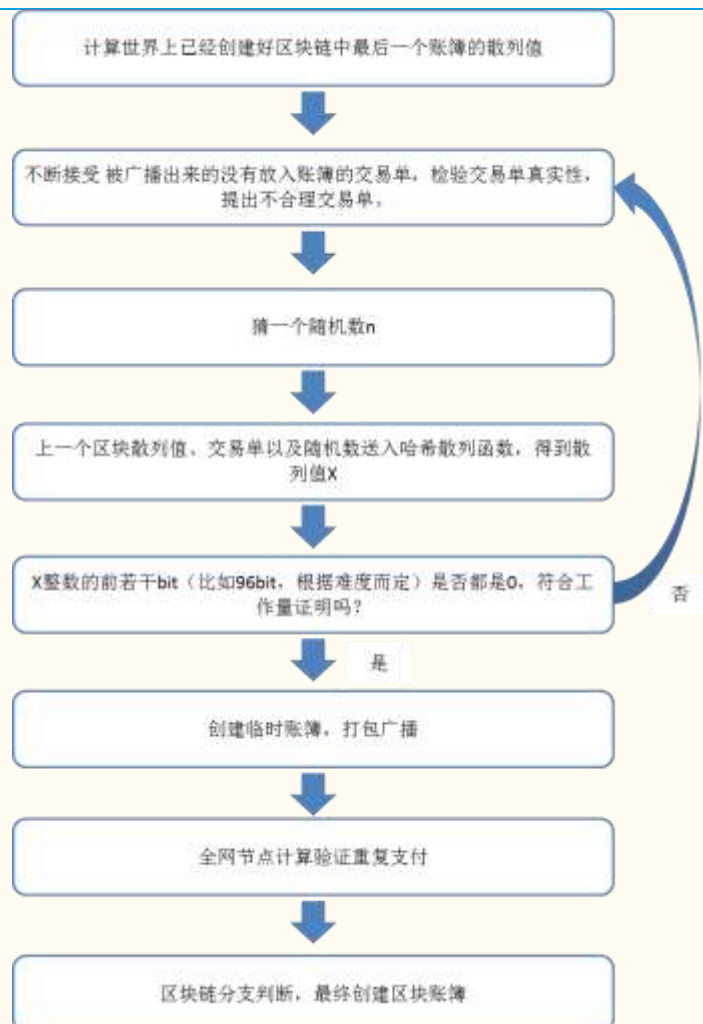 计算世界上已经创建好区块链中最后一个账簿的散列值
不断接受 被广播出来的没有放入账簿的交易单，检验交易单真实性，
提出不合理交易单。
猜一个随机数n
上一个区块散列值、交易单以及随机数送入哈希散列函数，得到散
列值X
X整数的前若干bit（比如96bit，根据难度而定）是否都是0，符合工
作量证明吗？
否
是
创建临时账簿，打包广播
全网节点计算验证重复支付
区块链分支判断，最终创建区块账簿